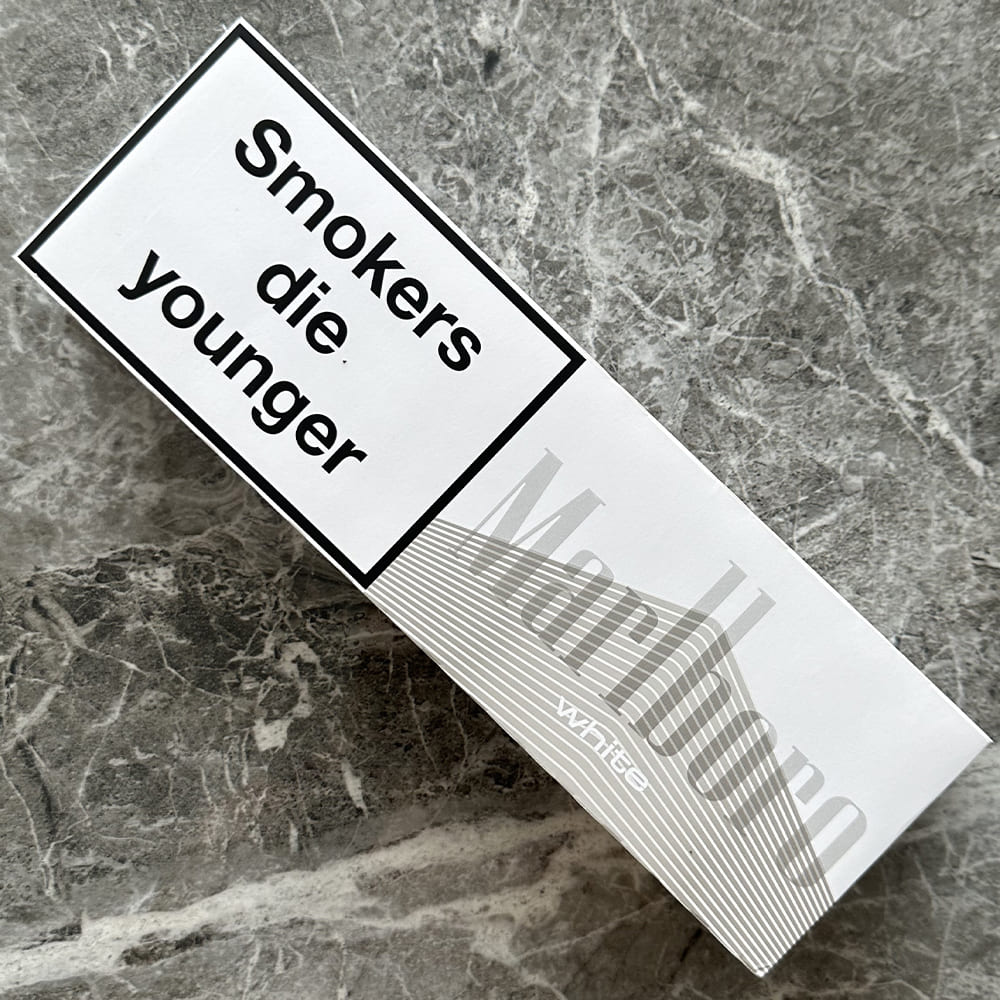 Smokers
die
younger
Marlboro
white